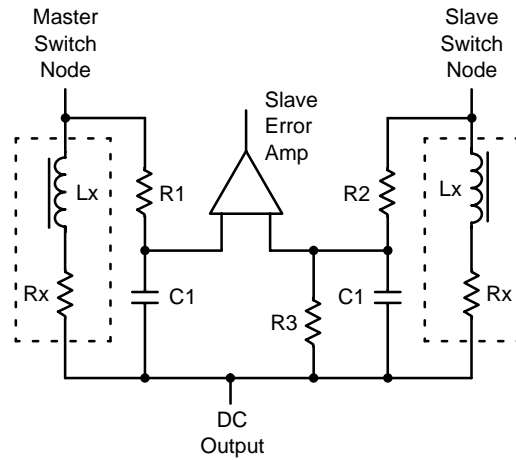 Master
Switch
Node
Slave
Switch
Node
Slave
Error
Amp
Lx
R1
R2
Lx
Rx
C1
R3
C1
Rx
DC
Output